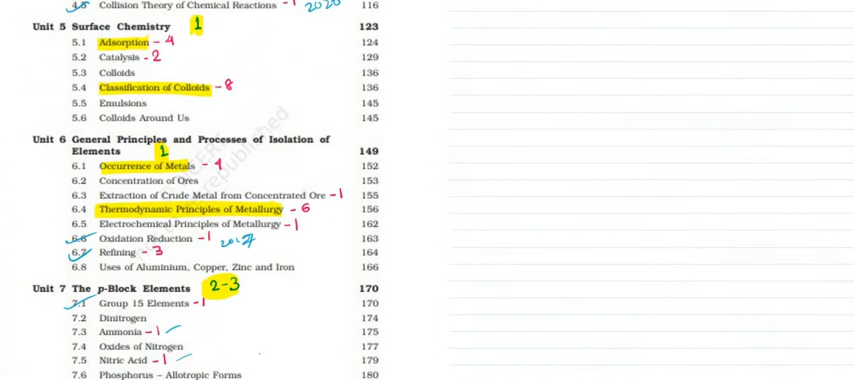 4.5 Collision Theory of Chemical Reactions -1 2020 116
Unit 5 Surface Chemistry 1 123
5.1 Adsorption - 4 124
5.2 Catalysis - 2 129
5.3 Colloids 136
5.4 Classification of Colloids - 8 136
5.5 Emulsions 145
5.6 Colloids Around Us 145
Unit 6 General Principles and Processes of Isolation of
Elements 1 149
6.1 Occurrence of Metals - 4 152
6.2 Concentration of Ores 153
6.3 Extraction of Crude Metal from Concentrated Ore -1 155
6.4 Thermodynamic Principles of Metallurgy - 6 156
6.5 Electrochemical Principles of Metallurgy -1 162
6.6 Oxidation Reduction -1 2017 163
6.7 Refining - 3 164
6.8 Uses of Aluminium, Copper, Zinc and Iron 166
Unit 7 The p-Block Elements 2-3 170
7.1 Group 15 Elements -1 170
7.2 Dinitrogen 174
7.3 Ammonia -1 175
7.4 Oxides of Nitrogen 177
7.5 Nitric Acid -1 179
7.6 Phosphorus – Allotropic Forms 180
republished